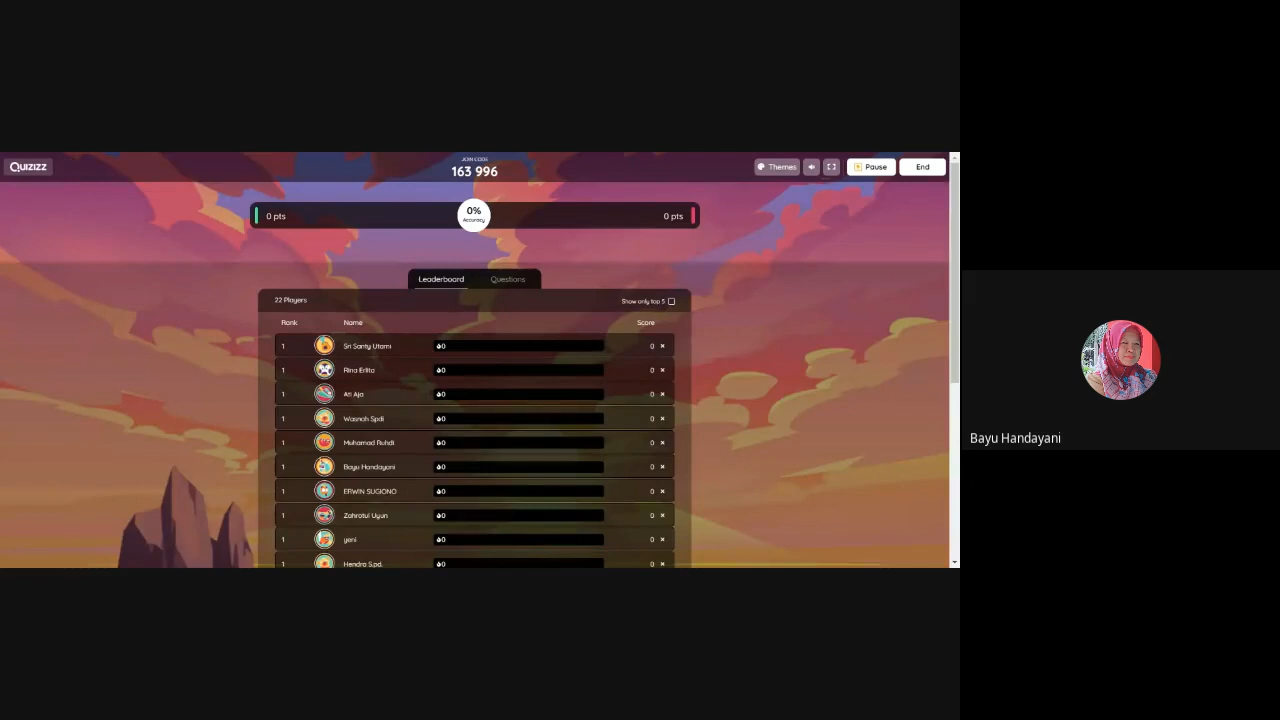 QUIZIZZ
JOIN CODE
163 996
Themes
Pause
End
0 pts
0%
Accuracy
0 pts
Leaderboard
Questions
22 Players
Show only top 5
Rank Name Score
1 Sri Santy Utami 0 0 ×
1 Rina Erlita 0 0 ×
1 Ati Aja 0 0 ×
1 Wasnah Spdi 0 0 ×
1 Muhamad Ruhdi 0 0 ×
1 Bayu Handayani 0 0 ×
1 ERWIN SUGIONO 0 0 ×
1 Zahrotul Uyun 0 0 ×
1 yeni 0 0 ×
1 Hendra S.pd. 0 0 ×
Bayu Handayani